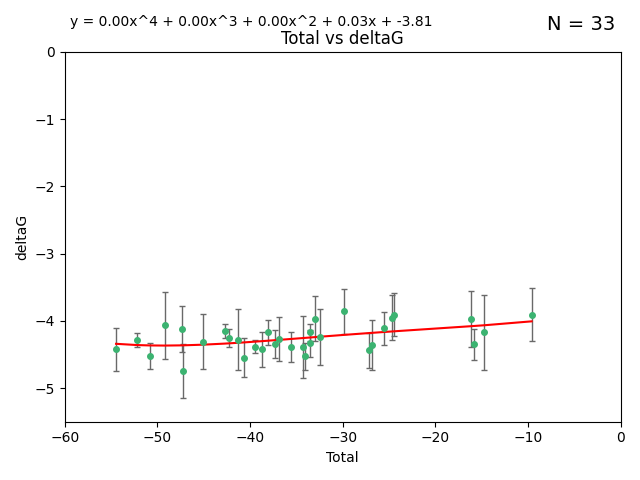 y = 0.00x^4 + 0.00x^3 + 0.00x^2 + 0.03x + -3.81
N = 33
Total vs deltaG
0
−1
−2
−3
−4
−5
deltaG
−60 −50 −40 −30 −20 −10 0
Total